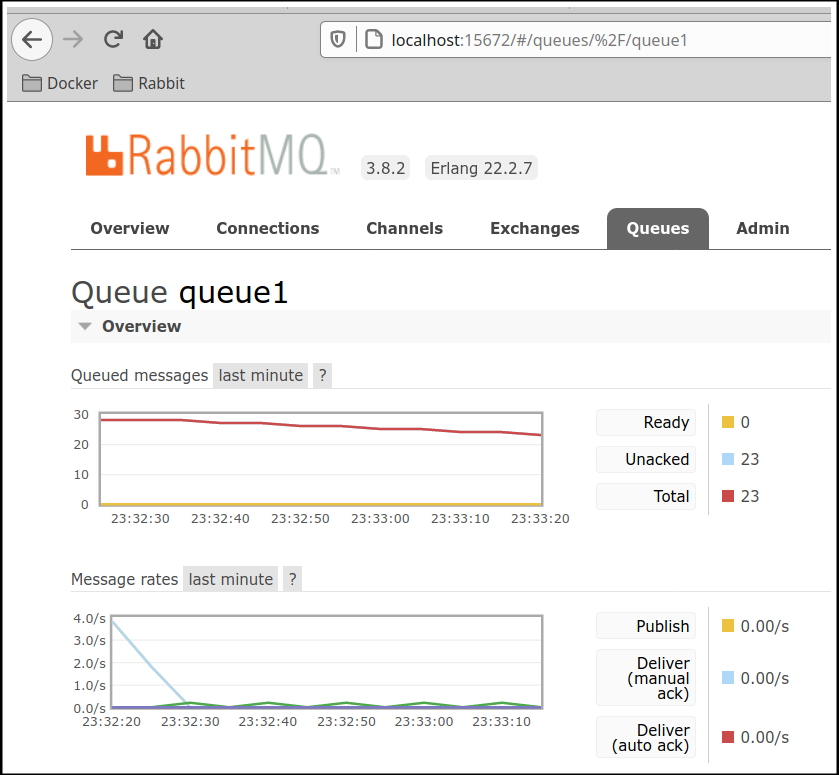 localhost:15672/#/queues/%2F/queue1
Docker Rabbit
RabbitMQ TM 3.8.2 Erlang 22.2.7
Overview Connections Channels Exchanges Queues Admin
Queue queue1
Overview
Queued messages last minute ?
30
20
10
0
23:32:30 23:32:40 23:32:50 23:33:00 23:33:10 23:33:20
Ready 0
Unacked 23
Total 23
Message rates last minute ?
4.0/s
3.0/s
2.0/s
1.0/s
0.0/s
23:32:20 23:32:30 23:32:40 23:32:50 23:33:00 23:33:10
Publish 0.00/s
Deliver
(manual 0.00/s
ack)
Deliver
(auto ack) 0.00/s